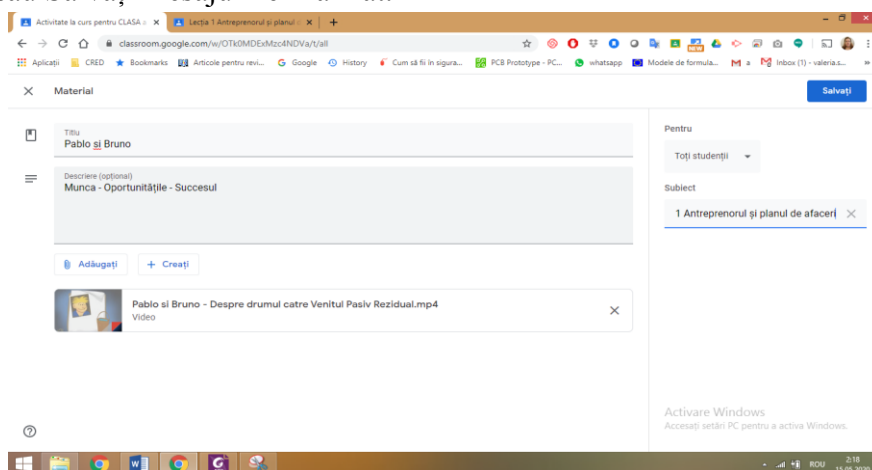 Activitate la curs pentru CLASA a
Lecția 1 Antreprenorul și planul d
classroom.google.com/w/OTk0MDExMzc4NDVa/t/all
Aplicații CRED Bookmarks Articole pentru revi... Google History Cum să fii în sigura... PCB Prototype - PC... whatsapp Modele de formula... M a Inbox (1) - valeria.s... »
Material
Salvați
Titlu
Pablo si Bruno
Descriere (opțional)
Munca - Oportunitățile - Succesul
Adăugați + Creați
Pablo si Bruno - Despre drumul catre Venitul Pasiv Rezidual.mp4
Video
Pentru
Toți studenții
Subiect
1 Antreprenorul și planul de afaceri
Activare Windows
Accesați setări PC pentru a activa Windows.
ROU 2:18
15.05.2020